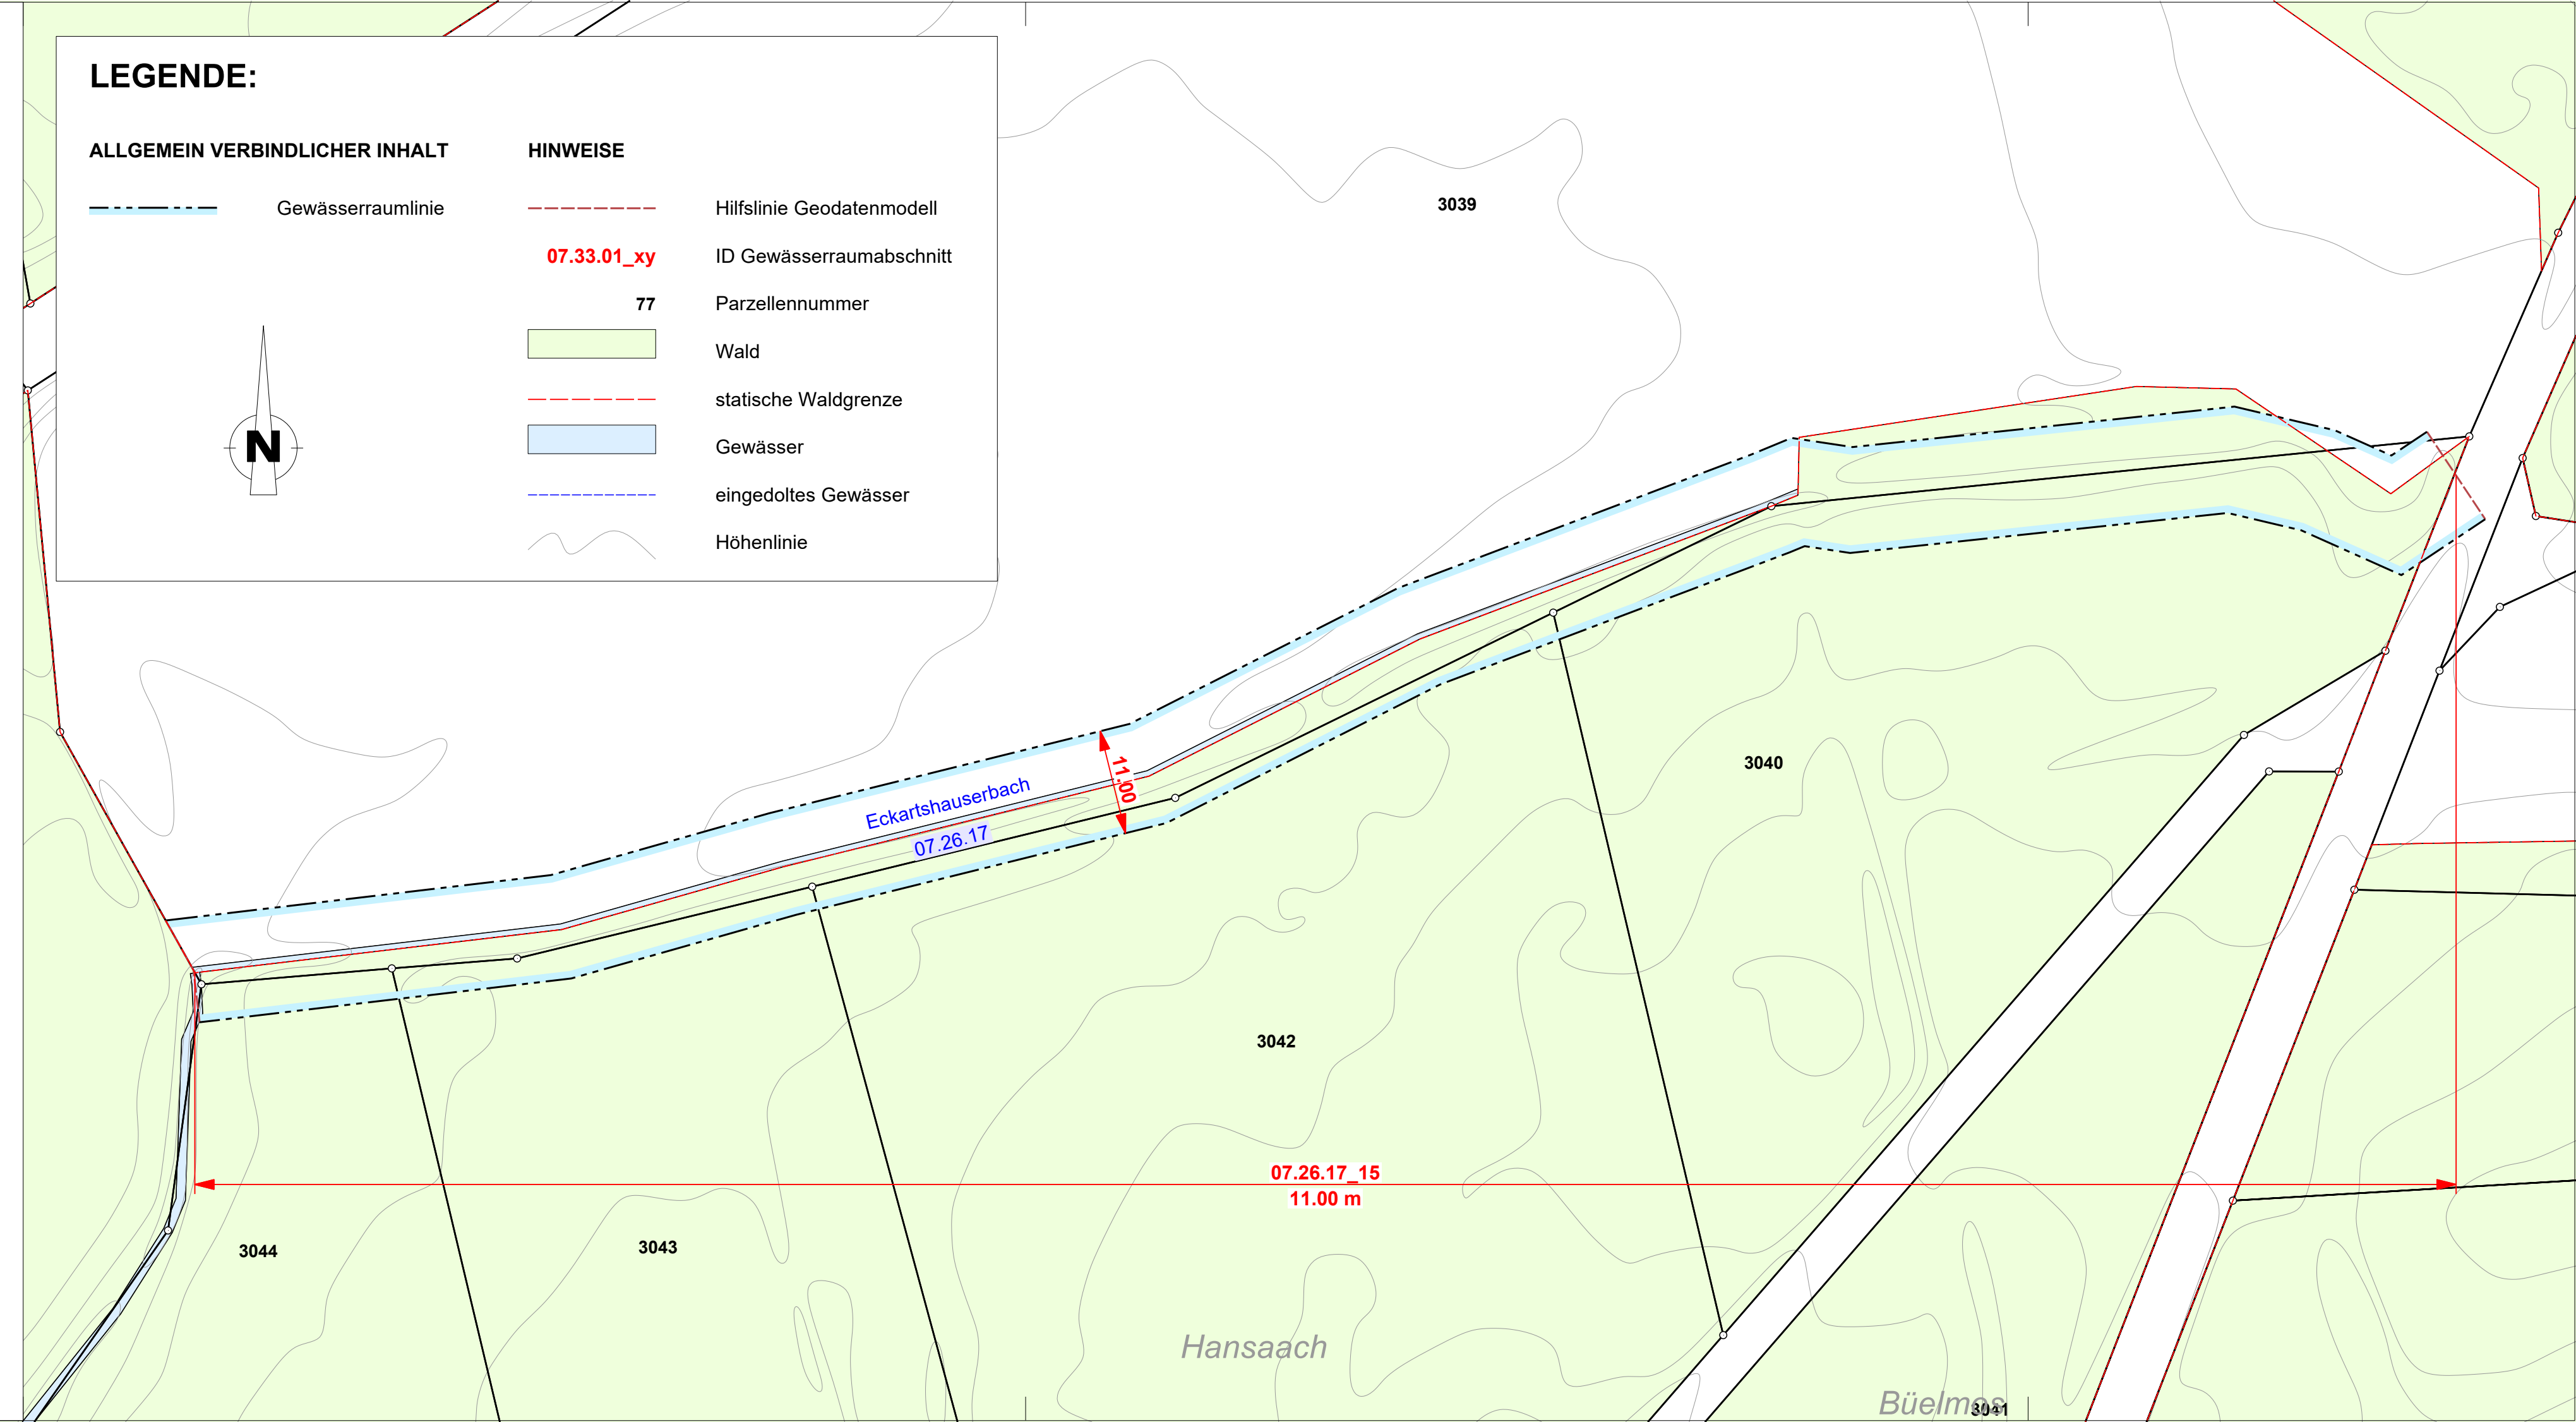 LEGENDE:
ALLGEMEIN VERBINDLICHER INHALT
Gewässerraumlinie
N
HINWEISE
Hilfslinie Geodatenmodell
07.33.01_xy ID Gewässerraumabschnitt
77 Parzellennummer
Wald
statische Waldgrenze
Gewässer
eingedoltes Gewässer
Höhenlinie
3039
3040
11.00
Eckartshauserbach
07.26.17
3042
07.26.17_15
11.00 m
3044
3043
Hansaach
Büelmos
3041